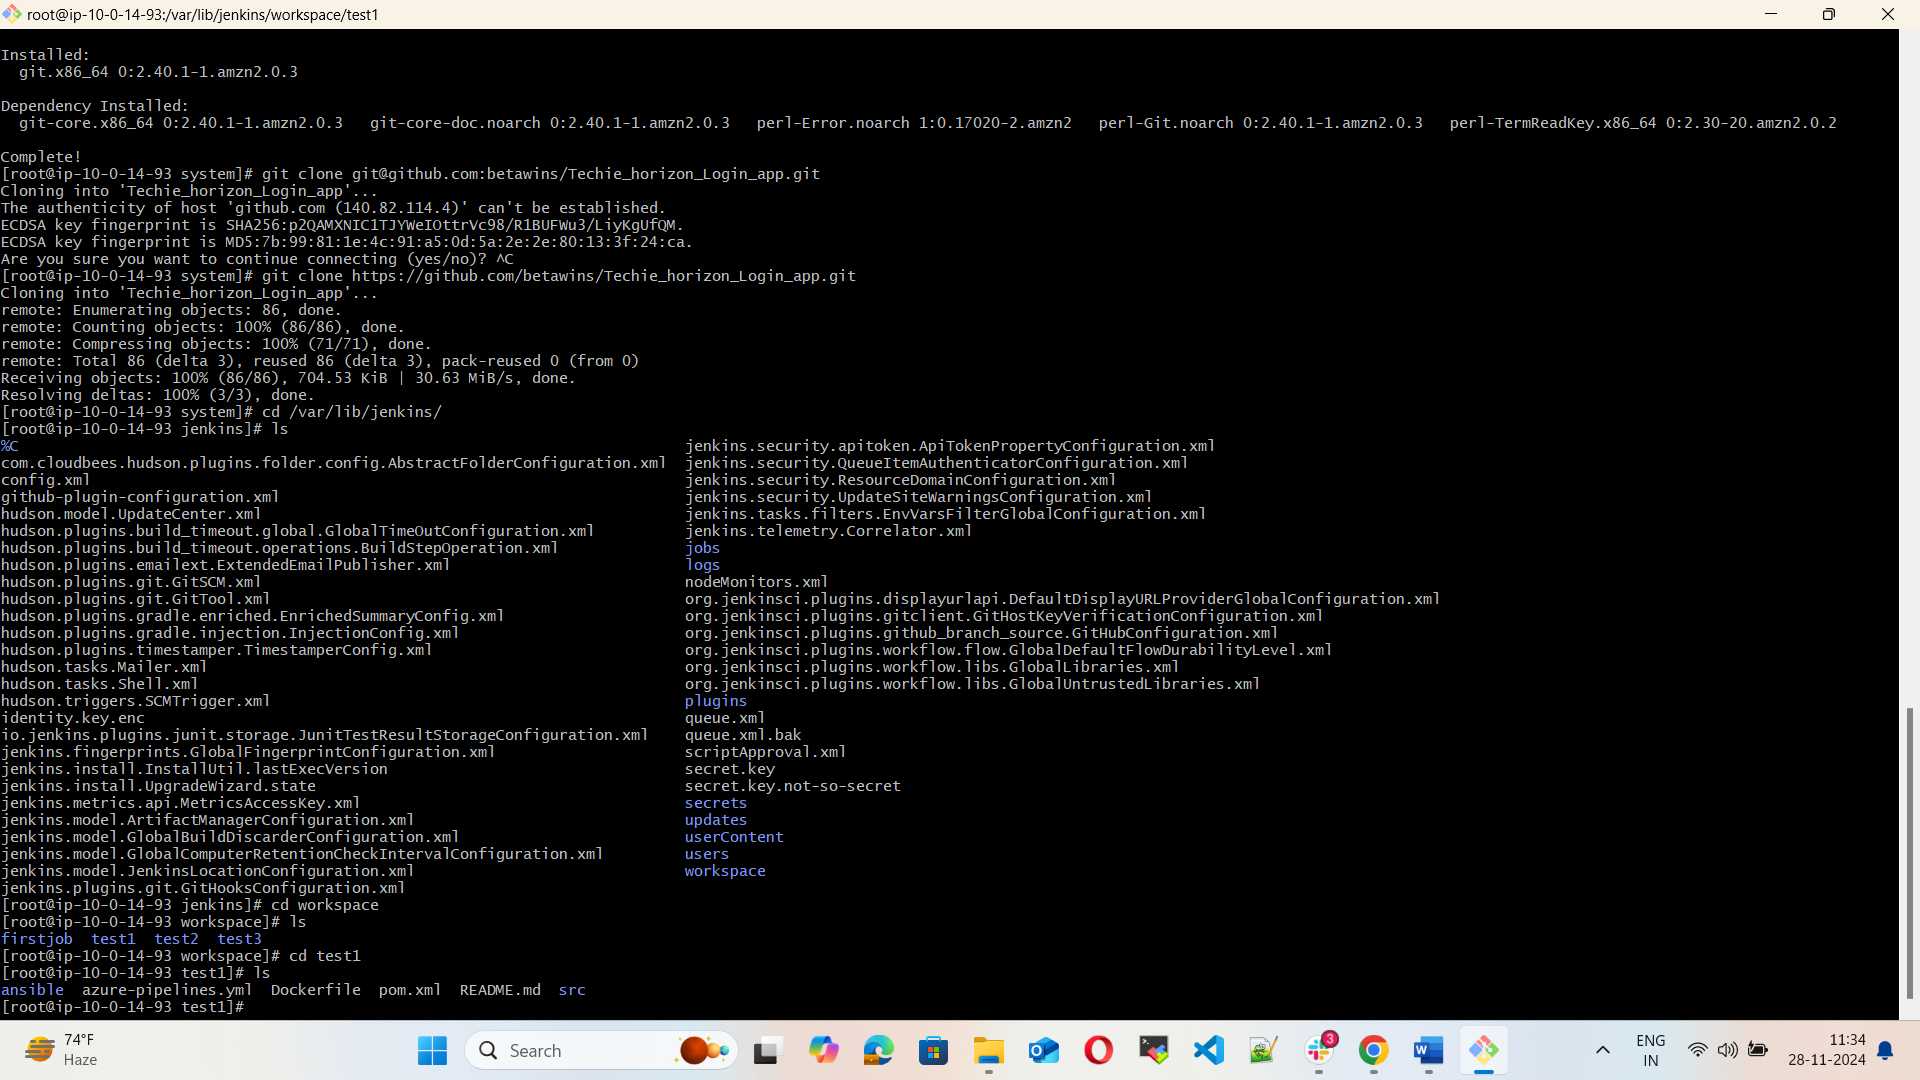 root@ip-10-0-14-93:/var/lib/jenkins/workspace/test1
Installed:
  git.x86_64 0:2.40.1-1.amzn2.0.3
Dependency Installed:
  git-core.x86_64 0:2.40.1-1.amzn2.0.3   git-core-doc.noarch 0:2.40.1-1.amzn2.0.3   perl-Error.noarch 1:0.17020-2.amzn2   perl-Git.noarch 0:2.40.1-1.amzn2.0.3   perl-TermReadKey.x86_64 0:2.30-20.amzn2.0.2
Complete!
[root@ip-10-0-14-93 system]# git clone git@github.com:betawins/Techie_horizon_Login_app.git
Cloning into 'Techie_horizon_Login_app'...
The authenticity of host 'github.com (140.82.114.4)' can't be established.
ECDSA key fingerprint is SHA256:p2QAMXNIC1TJYWeIOttrVc98/R1BUFWu3/LiyKgUfQM.
ECDSA key fingerprint is MD5:7b:99:81:1e:4c:91:a5:0d:5a:2e:2e:80:13:3f:24:ca.
Are you sure you want to continue connecting (yes/no)? ^C
[root@ip-10-0-14-93 system]# git clone https://github.com/betawins/Techie_horizon_Login_app.git
Cloning into 'Techie_horizon_Login_app'...
remote: Enumerating objects: 86, done.
remote: Counting objects: 100% (86/86), done.
remote: Compressing objects: 100% (71/71), done.
remote: Total 86 (delta 3), reused 86 (delta 3), pack-reused 0 (from 0)
Receiving objects: 100% (86/86), 704.53 KiB | 30.63 MiB/s, done.
Resolving deltas: 100% (3/3), done.
[root@ip-10-0-14-93 system]# cd /var/lib/jenkins/
[root@ip-10-0-14-93 jenkins]# ls
%C   jenkins.security.apitoken.ApiTokenPropertyConfiguration.xml
com.cloudbees.hudson.plugins.folder.config.AbstractFolderConfiguration.xml   jenkins.security.QueueItemAuthenticatorConfiguration.xml
config.xml   jenkins.security.ResourceDomainConfiguration.xml
github-plugin-configuration.xml   jenkins.security.UpdateSiteWarningsConfiguration.xml
hudson.model.UpdateCenter.xml   jenkins.tasks.filters.EnvVarsFilterGlobalConfiguration.xml
hudson.plugins.build_timeout.global.GlobalTimeOutConfiguration.xml   jenkins.telemetry.Correlator.xml
hudson.plugins.build_timeout.operations.BuildStepOperation.xml   jobs
hudson.plugins.emailext.ExtendedEmailPublisher.xml   logs
hudson.plugins.git.GitSCM.xml   nodeMonitors.xml
hudson.plugins.git.GitTool.xml   org.jenkinsci.plugins.displayurlapi.DefaultDisplayURLProviderGlobalConfiguration.xml
hudson.plugins.gradle.enriched.EnrichedSummaryConfig.xml   org.jenkinsci.plugins.gitclient.GitHostKeyVerificationConfiguration.xml
hudson.plugins.gradle.injection.InjectionConfig.xml   org.jenkinsci.plugins.github_branch_source.GitHubConfiguration.xml
hudson.plugins.timestamper.TimestamperConfig.xml   org.jenkinsci.plugins.workflow.flow.GlobalDefaultFlowDurabilityLevel.xml
hudson.tasks.Mailer.xml   org.jenkinsci.plugins.workflow.libs.GlobalLibraries.xml
hudson.tasks.Shell.xml   org.jenkinsci.plugins.workflow.libs.GlobalUntrustedLibraries.xml
hudson.triggers.SCMTrigger.xml   plugins
identity.key.enc   queue.xml
io.jenkins.plugins.junit.storage.JunitTestResultStorageConfiguration.xml   queue.xml.bak
jenkins.fingerprints.GlobalFingerprintConfiguration.xml   scriptApproval.xml
jenkins.install.InstallUtil.lastExecVersion   secret.key
jenkins.install.UpgradeWizard.state   secret.key.not-so-secret
jenkins.metrics.api.MetricsAccessKey.xml   secrets
jenkins.model.ArtifactManagerConfiguration.xml   updates
jenkins.model.GlobalBuildDiscarderConfiguration.xml   userContent
jenkins.model.GlobalComputerRetentionCheckIntervalConfiguration.xml   users
jenkins.model.JenkinsLocationConfiguration.xml   workspace
jenkins.plugins.git.GitHooksConfiguration.xml
[root@ip-10-0-14-93 jenkins]# cd workspace
[root@ip-10-0-14-93 workspace]# ls
firstjob  test1  test2  test3
[root@ip-10-0-14-93 workspace]# cd test1
[root@ip-10-0-14-93 test1]# ls
ansible  azure-pipelines.yml  Dockerfile  pom.xml  README.md  src
[root@ip-10-0-14-93 test1]#
74°F
Haze
Search
3
ENG
IN
11:34
28-11-2024